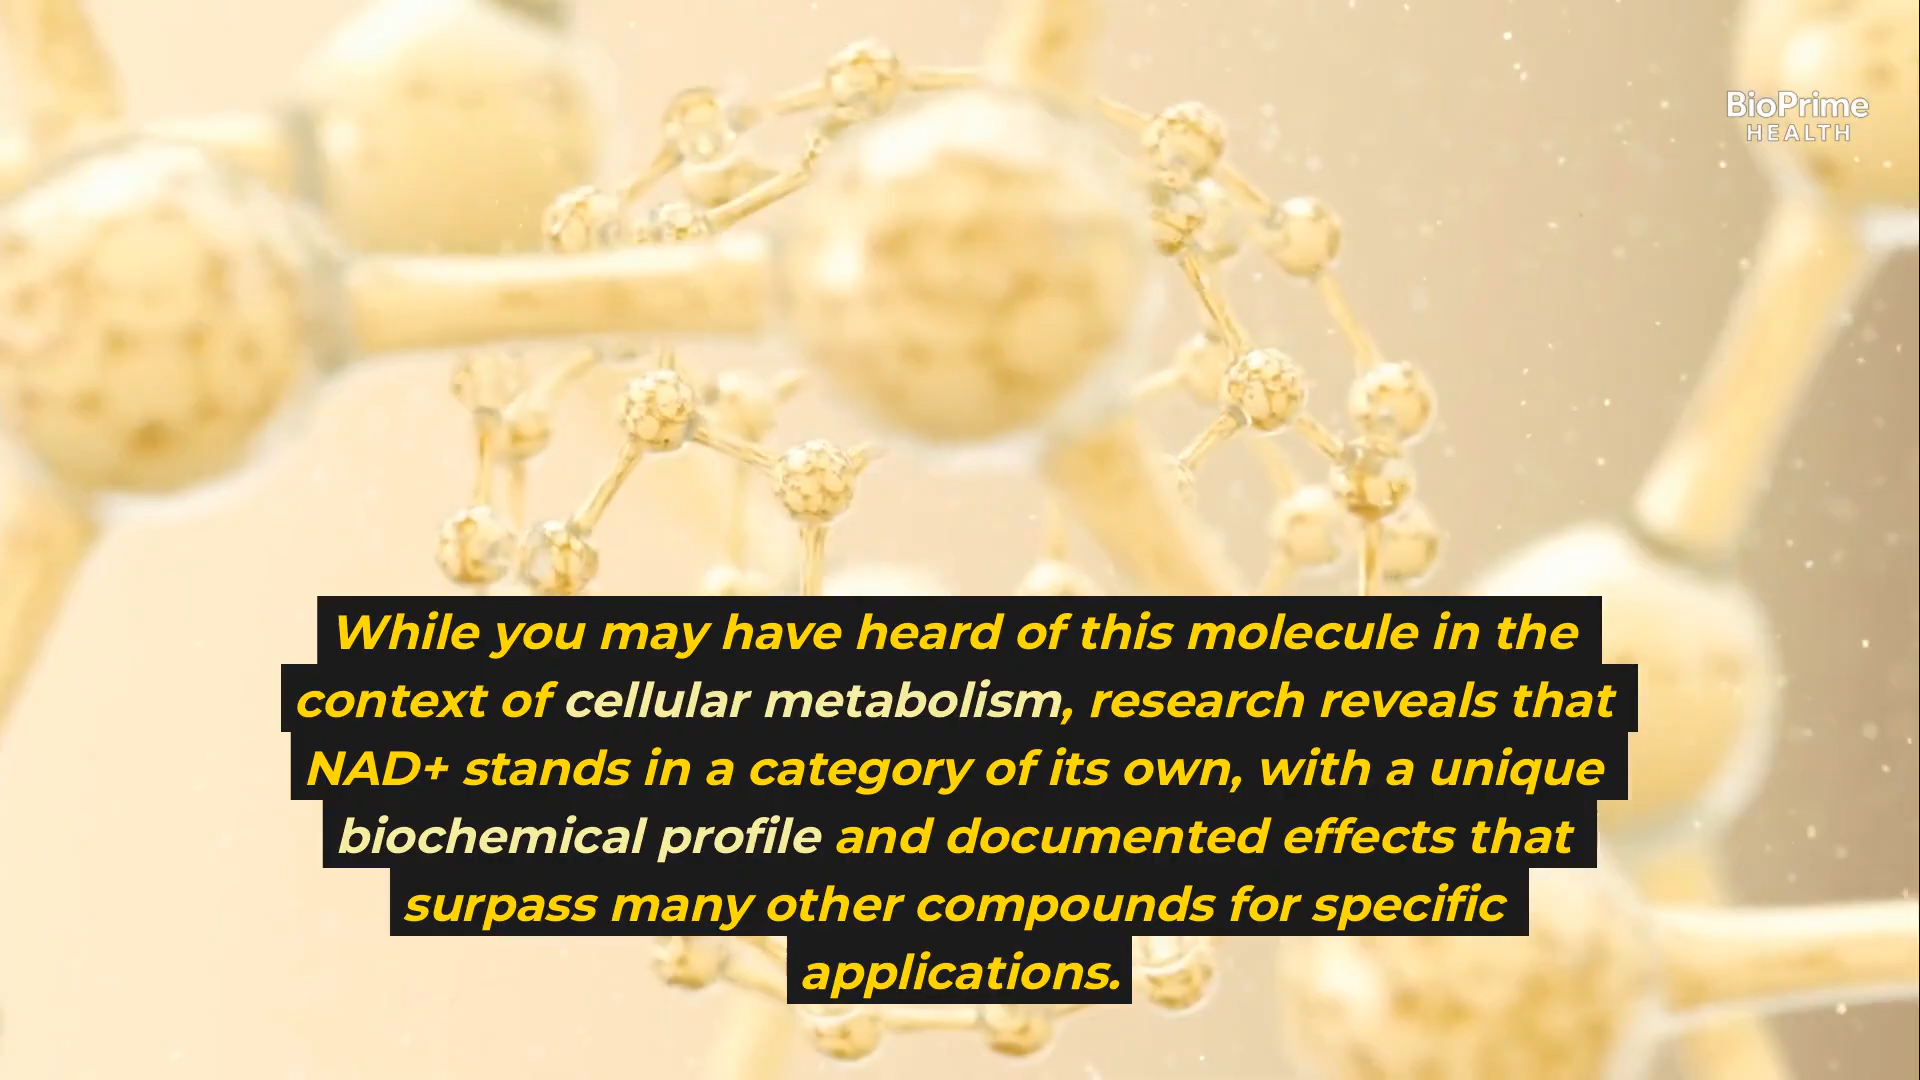 BioPrime
HEALTH
While you may have heard of this molecule in the
context of cellular metabolism, research reveals that
NAD+ stands in a category of its own, with a unique
biochemical profile and documented effects that
surpass many other compounds for specific
applications.